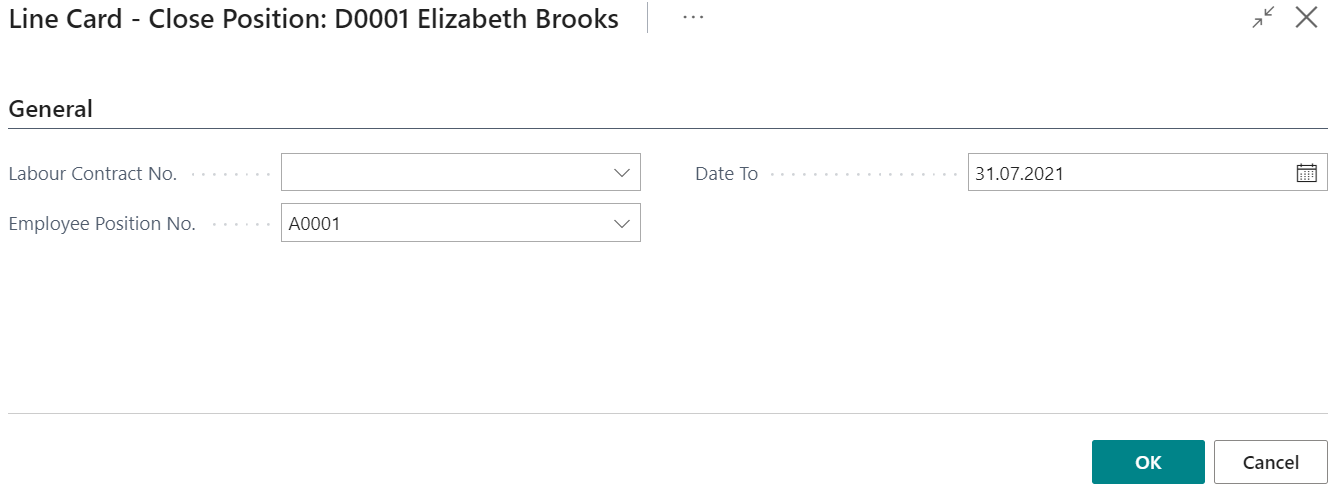 Line Card - Close Position: D0001 Elizabeth Brooks
General
Labour Contract No.
Date To 31.07.2021
Employee Position No. A0001
OK Cancel